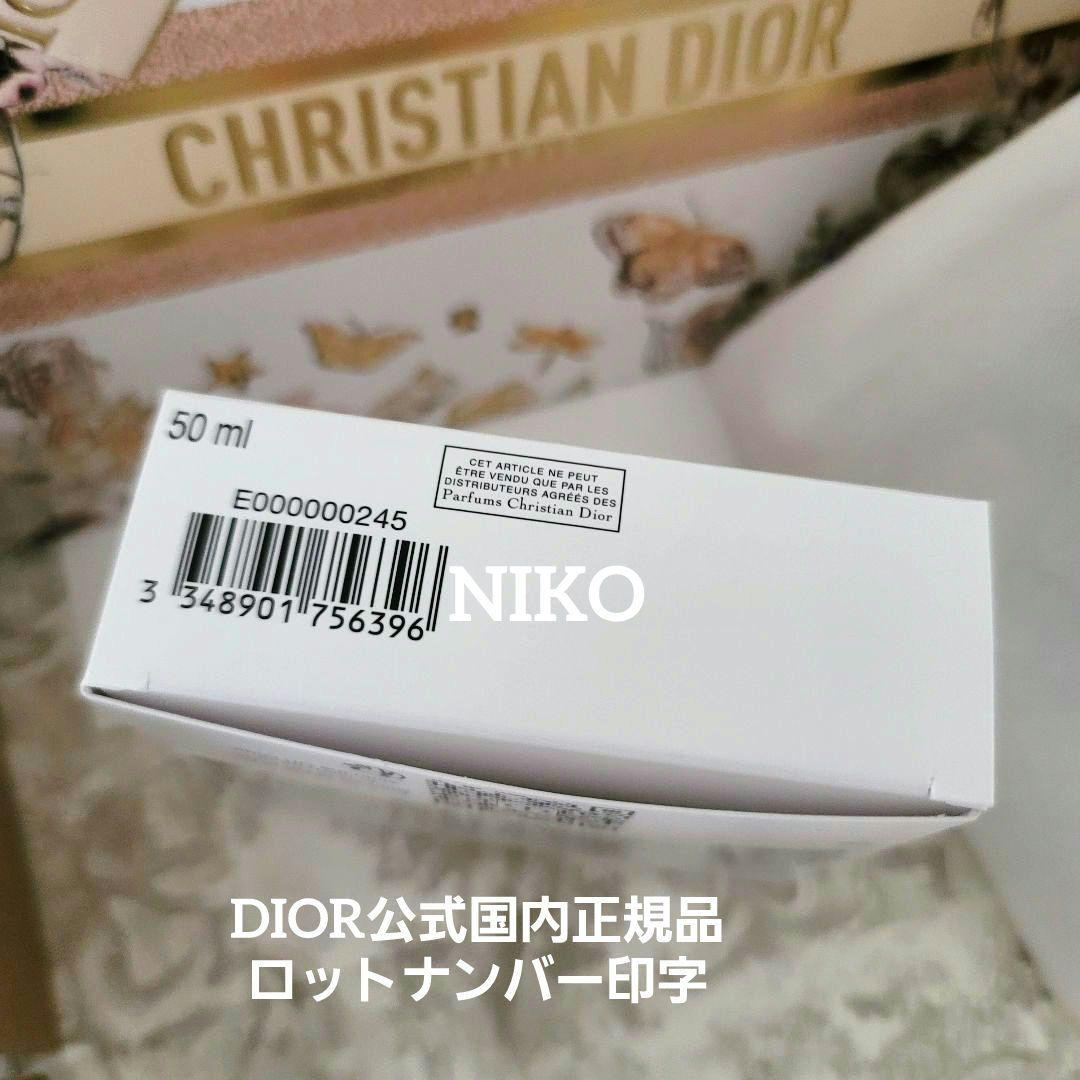 CHRISTIAN DIOR
50 ml
CET ARTICLE NE PEUT
ÊTRE VENDU QUE PAR LES
DISTRIBUTEURS AGRÉÉS DES
Parfums Christian Dior
E000000245
3 348901 756396
NIKO
DIOR公式国内正規品
ロットナンバー印字